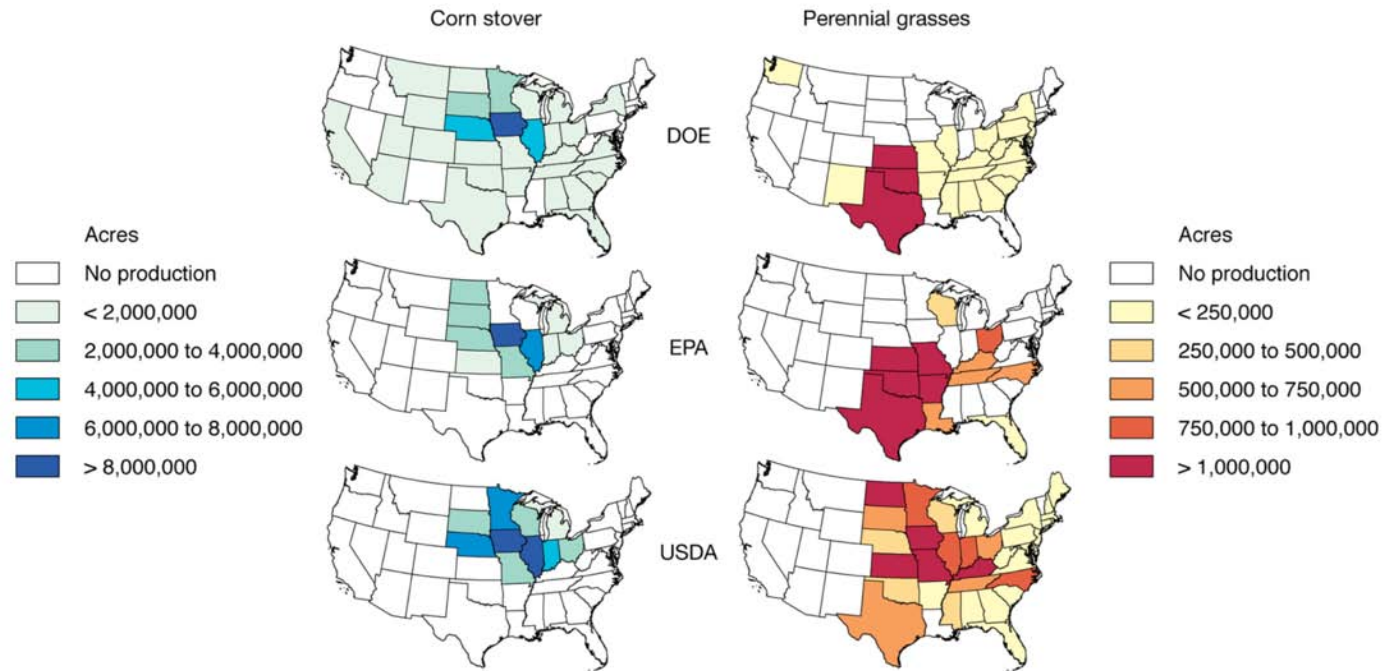 Corn stover
Perennial grasses
DOE
EPA
USDA
Acres
No production
< 2,000,000
2,000,000 to 4,000,000
4,000,000 to 6,000,000
6,000,000 to 8,000,000
> 8,000,000
Acres
No production
< 250,000
250,000 to 500,000
500,000 to 750,000
750,000 to 1,000,000
> 1,000,000